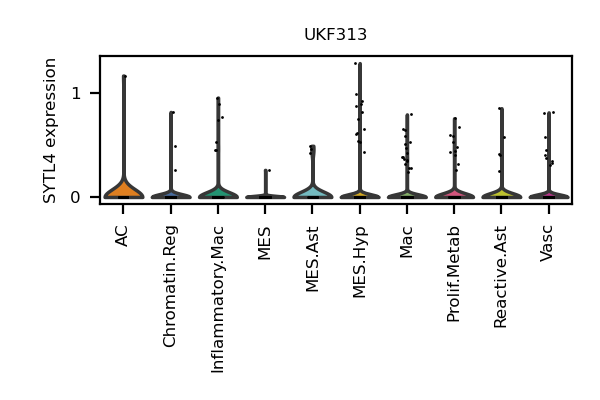 UKF313
SYTL4 expression
1
0
AC
Chromatin.Reg
Inflammatory.Mac
MES
MES.Ast
MES.Hyp
Mac
Prolif.Metab
Reactive.Ast
Vasc